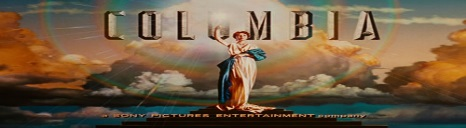 COLUMBIA
a SONY PICTURES ENTERTAINMENT company